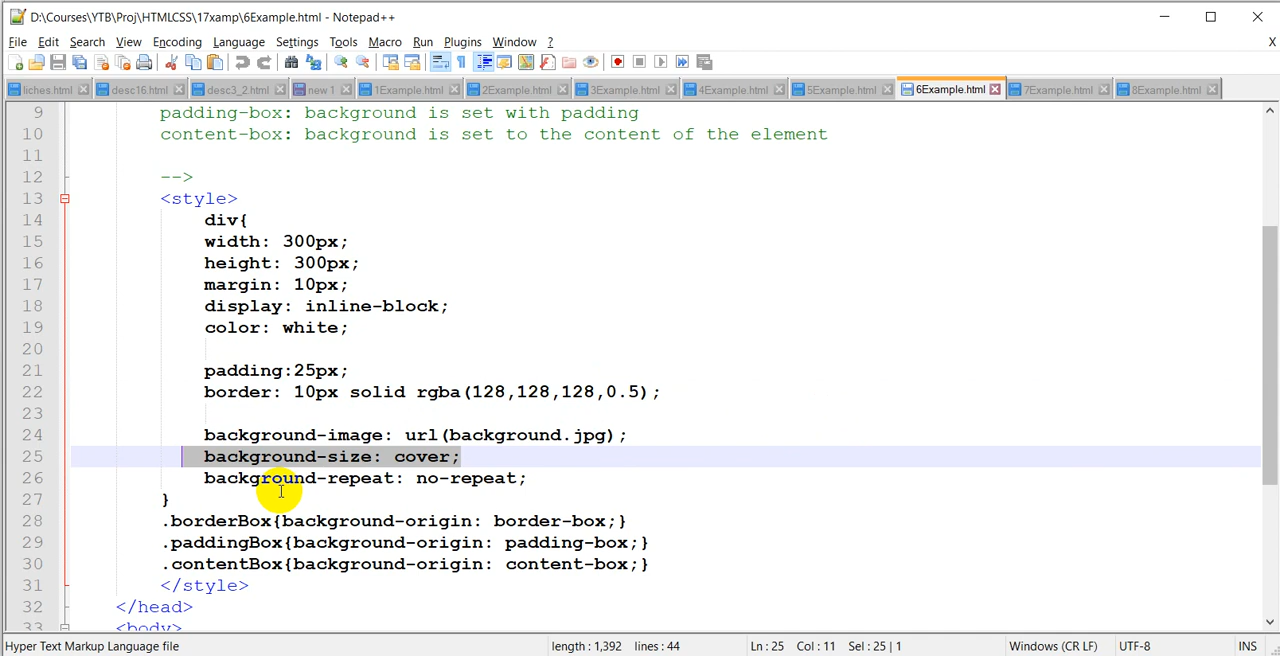 D:\Courses\YTB\Proj\HTMLCSS\17xamp\6Example.html - Notepad++
File Edit Search View Encoding Language Settings Tools Macro Run Plugins Window ? X
liches.html desc16.html desc3_2.html new 1 1Example.html 2Example.html 3Example.html 4Example.html 5Example.html 6Example.html 7Example.html 8Example.html
9 padding-box: background is set with padding
10 content-box: background is set to the content of the element
11
12 -->
13 <style>
14 div{
15 width: 300px;
16 height: 300px;
17 margin: 10px;
18 display: inline-block;
19 color: white;
20
21 padding:25px;
22 border: 10px solid rgba(128,128,128,0.5);
23
24 background-image: url(background.jpg);
25 background-size: cover;
26 background-repeat: no-repeat;
27 }
28 .borderBox{background-origin: border-box;}
29 .paddingBox{background-origin: padding-box;}
30 .contentBox{background-origin: content-box;}
31 </style>
32 </head>
33 <body>
Hyper Text Markup Language file length : 1,392 lines : 44 Ln : 25 Col : 11 Sel : 25 | 1 Windows (CR LF) UTF-8 INS